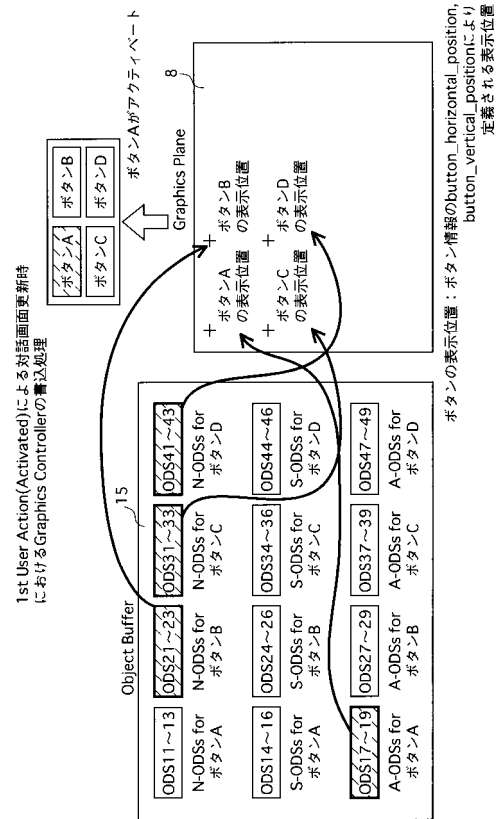 1st User Action(Activated)による対話画面更新時
におけるGraphics Controllerの書込処理
ボタンA
ボタンB
ボタンC
ボタンD
ボタンAがアクティベート
Object Buffer
15
ODS11~13
N-ODSs for
ボタンA
ODS21~23
N-ODSs for
ボタンB
ODS31~33
N-ODSs for
ボタンC
ODS41~43
N-ODSs for
ボタンD
ODS14~16
S-ODSs for
ボタンA
ODS24~26
S-ODSs for
ボタンB
ODS34~36
S-ODSs for
ボタンC
ODS44~46
S-ODSs for
ボタンD
ODS17~19
A-ODSs for
ボタンA
ODS27~29
A-ODSs for
ボタンB
ODS37~39
A-ODSs for
ボタンC
ODS47~49
A-ODSs for
ボタンD
Graphics Plane
8
ボタンA
の表示位置
ボタンB
の表示位置
ボタンC
の表示位置
ボタンD
の表示位置
ボタンの表示位置:ボタン情報のbutton_horizontal_position,
button_vertical_positionにより
定義される表示位置